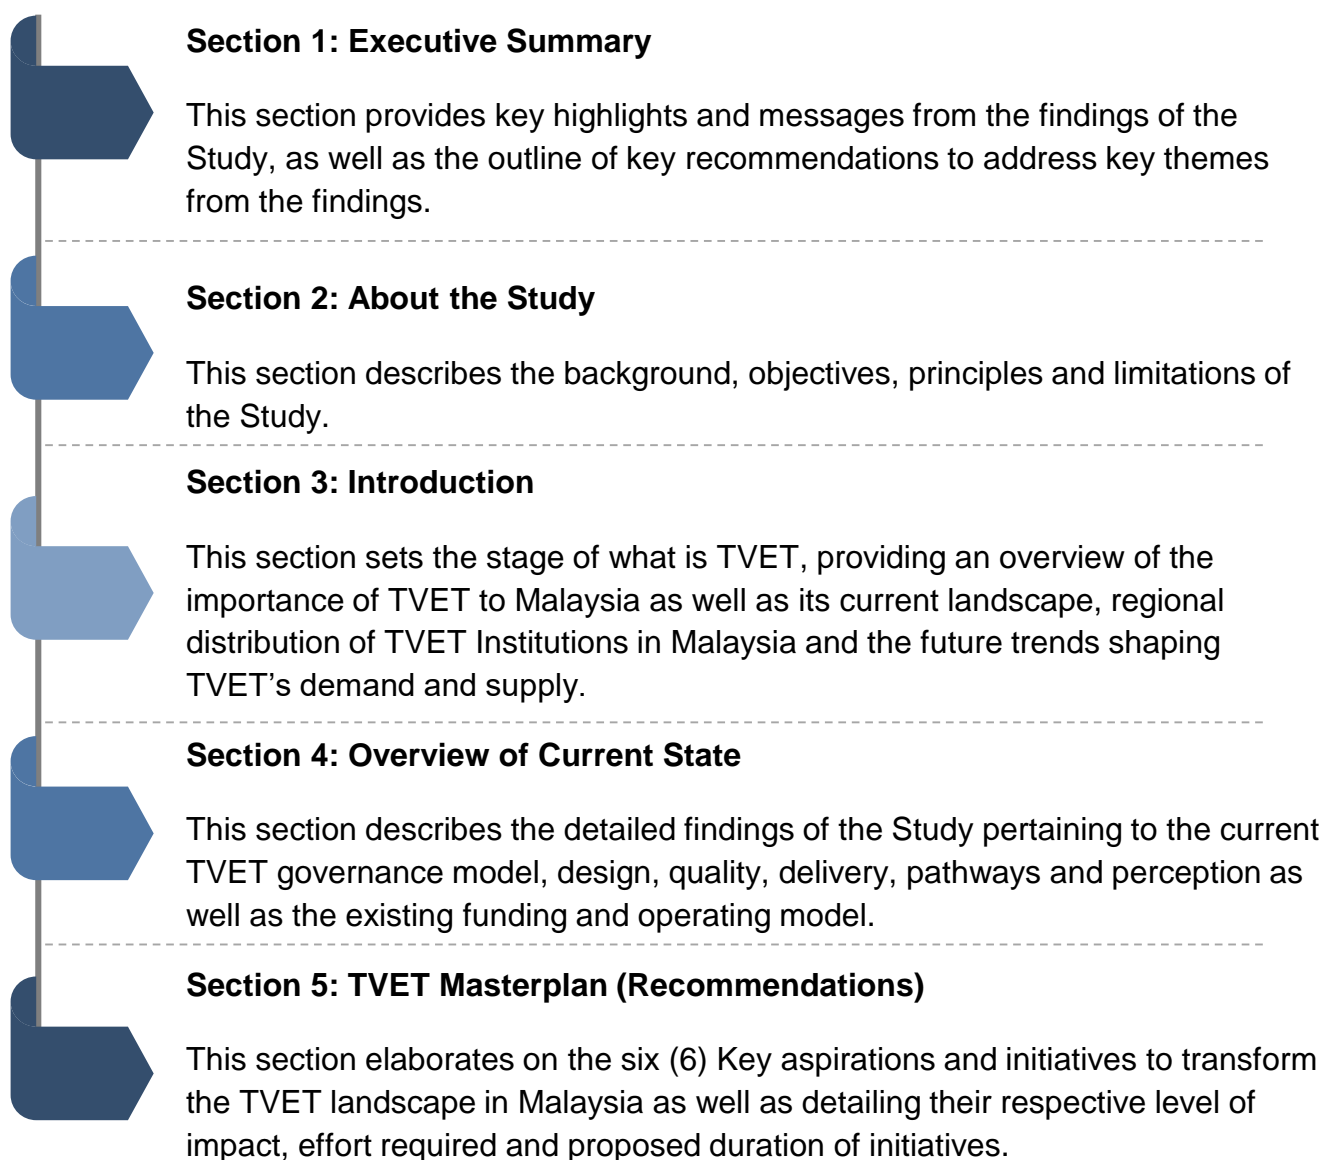 Section 1: Executive Summary
This section provides key highlights and messages from the findings of the
Study, as well as the outline of key recommendations to address key themes
from the findings.
Section 2: About the Study
This section describes the background, objectives, principles and limitations of
the Study.
Section 3: Introduction
This section sets the stage of what is TVET, providing an overview of the
importance of TVET to Malaysia as well as its current landscape, regional
distribution of TVET Institutions in Malaysia and the future trends shaping
TVET’s demand and supply.
Section 4: Overview of Current State
This section describes the detailed findings of the Study pertaining to the current
TVET governance model, design, quality, delivery, pathways and perception as
well as the existing funding and operating model.
Section 5: TVET Masterplan (Recommendations)
This section elaborates on the six (6) Key aspirations and initiatives to transform
the TVET landscape in Malaysia as well as detailing their respective level of
impact, effort required and proposed duration of initiatives.